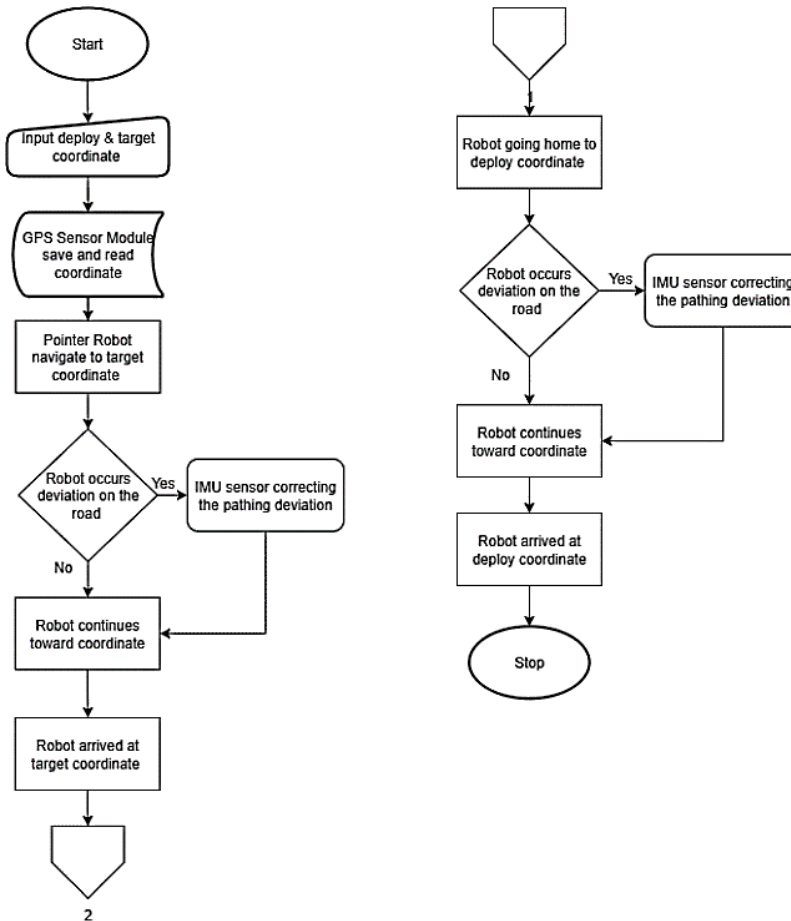 Start
Input deploy & target
coordinate
GPS Sensor Module
save and read
coordinate
Pointer Robot
navigate to target
coordinate
Robot occurs
deviation on the
road
Yes
IMU sensor correcting
the pathing deviation
No
Robot continues
toward coordinate
Robot arrived at
target coordinate
2
1
Robot going home to
deploy coordinate
Robot occurs
deviation on the
road
Yes
IMU sensor correcting
the pathing deviation
No
Robot continues
toward coordinate
Robot arrived at
deploy coordinate
Stop